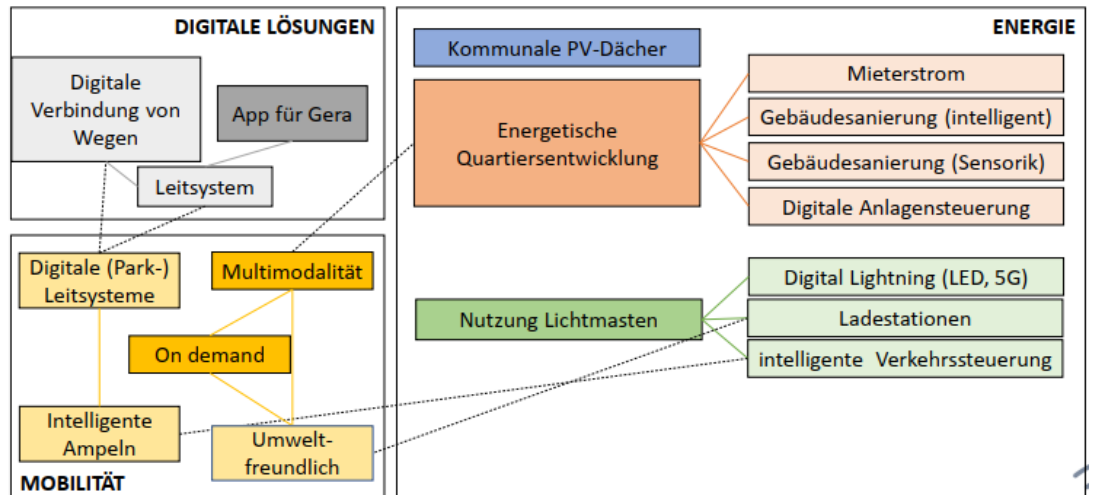 DIGITALE LÖSUNGEN
Digitale
Verbindung von
Wegen
App für Gera
Leitsystem
Digitale (Park-)
Leitsysteme
Multimodalität
On demand
Intelligente
Ampeln
Umwelt-
freundlich
MOBILITÄT
ENERGIE
Kommunale PV-Dächer
Energetische
Quartiersentwicklung
Mieterstrom
Gebäudesanierung (intelligent)
Gebäudesanierung (Sensorik)
Digitale Anlagensteuerung
Nutzung Lichtmasten
Digital Lightning (LED, 5G)
Ladestationen
intelligente Verkehrssteuerung